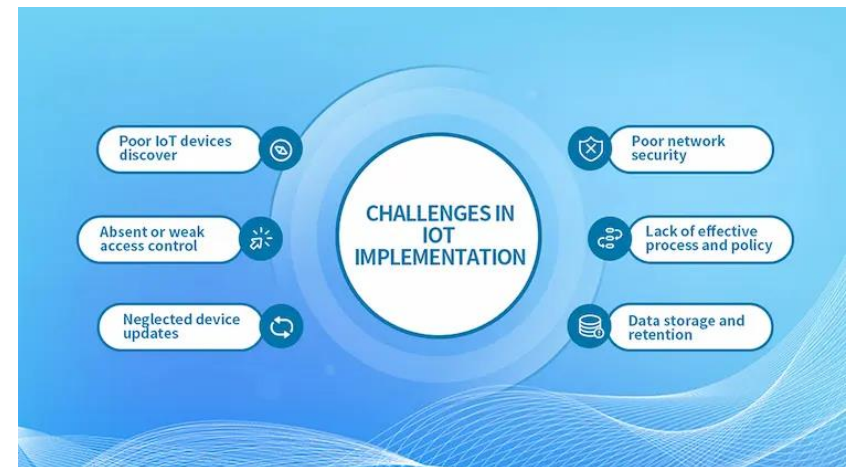 Poor IoT devices
discover
Absent or weak
access control
Neglected device
updates
CHALLENGES IN
IOT
IMPLEMENTATION
Poor network
security
Lack of effective
process and policy
Data storage and
retention